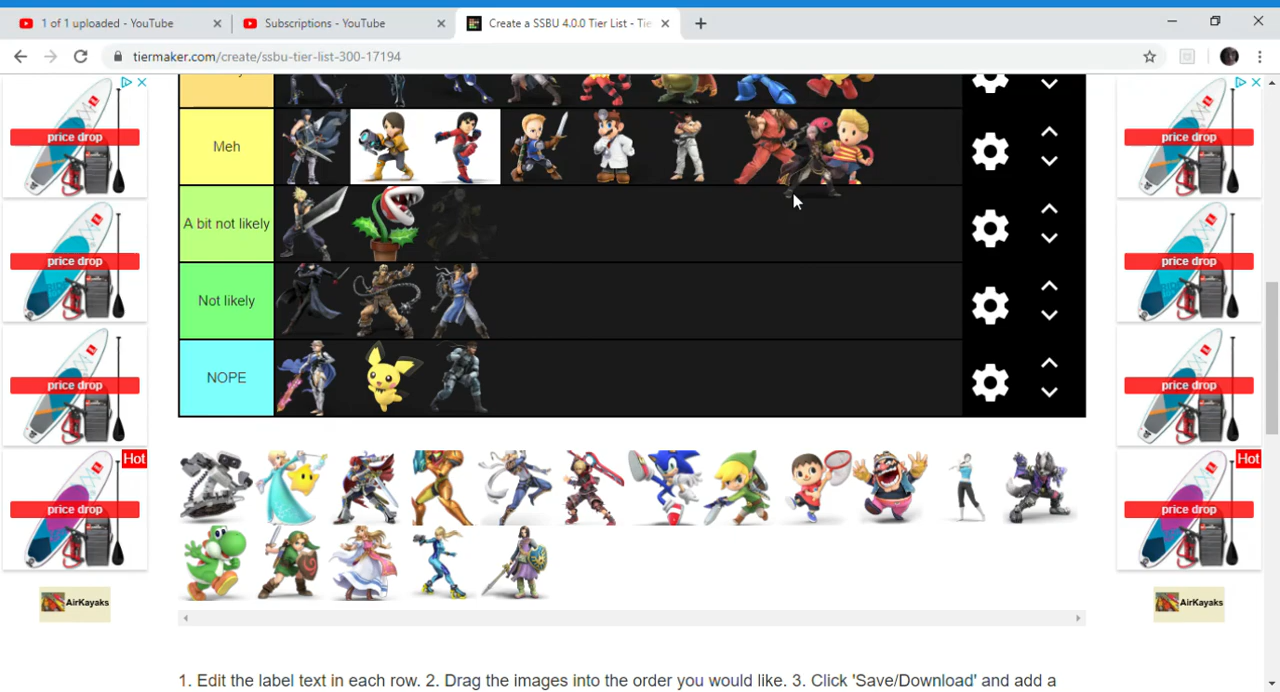 1 of 1 uploaded - YouTube
Subscriptions - YouTube
Create a SSBU 4.0.0 Tier List - Tie
tiermaker.com/create/ssbu-tier-list-300-17194
Meh
A bit not likely
Not likely
NOPE
price drop
price drop
price drop
Hot
price drop
AirKayaks
price drop
price drop
price drop
Hot
price drop
AirKayaks
1. Edit the label text in each row. 2. Drag the images into the order you would like. 3. Click 'Save/Download' and add a